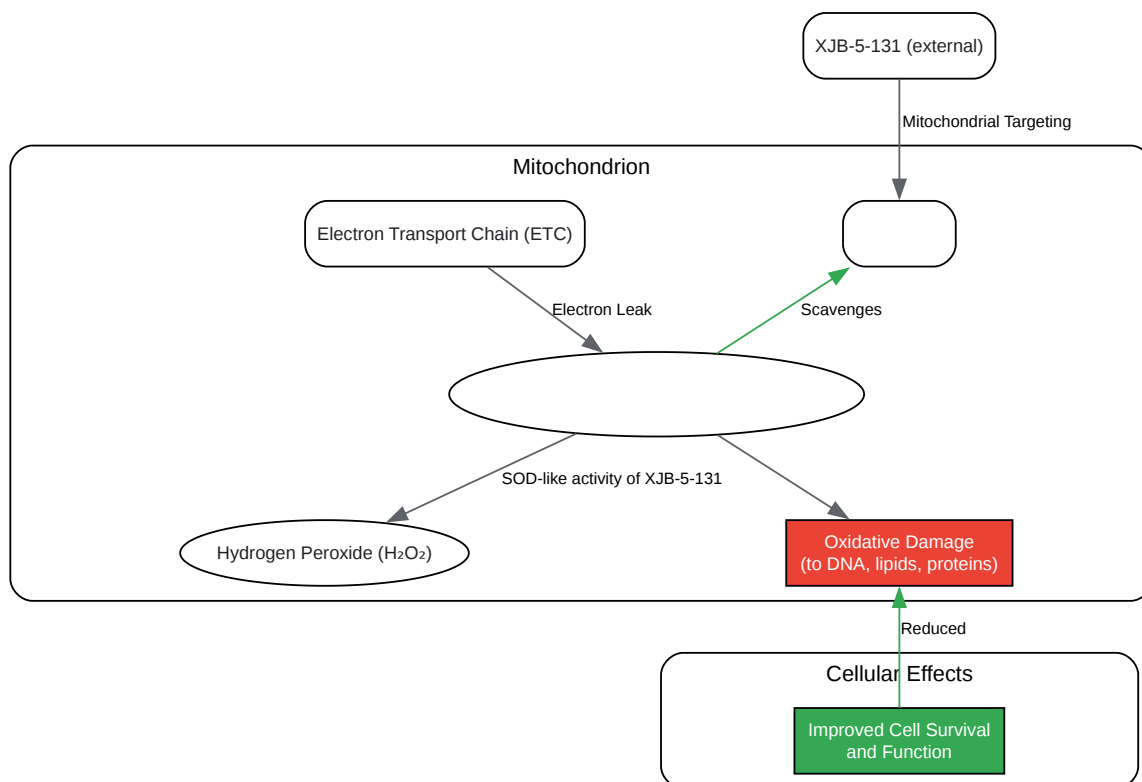 XJB-5-131 (external)
Mitochondrial Targeting
Mitochondrion
Electron Transport Chain (ETC)
Electron Leak
Scavenges
SOD-like activity of XJB-5-131
Hydrogen Peroxide (H₂O₂)
Oxidative Damage
(to DNA, lipids, proteins)
Reduced
Cellular Effects
Improved Cell Survival
and Function